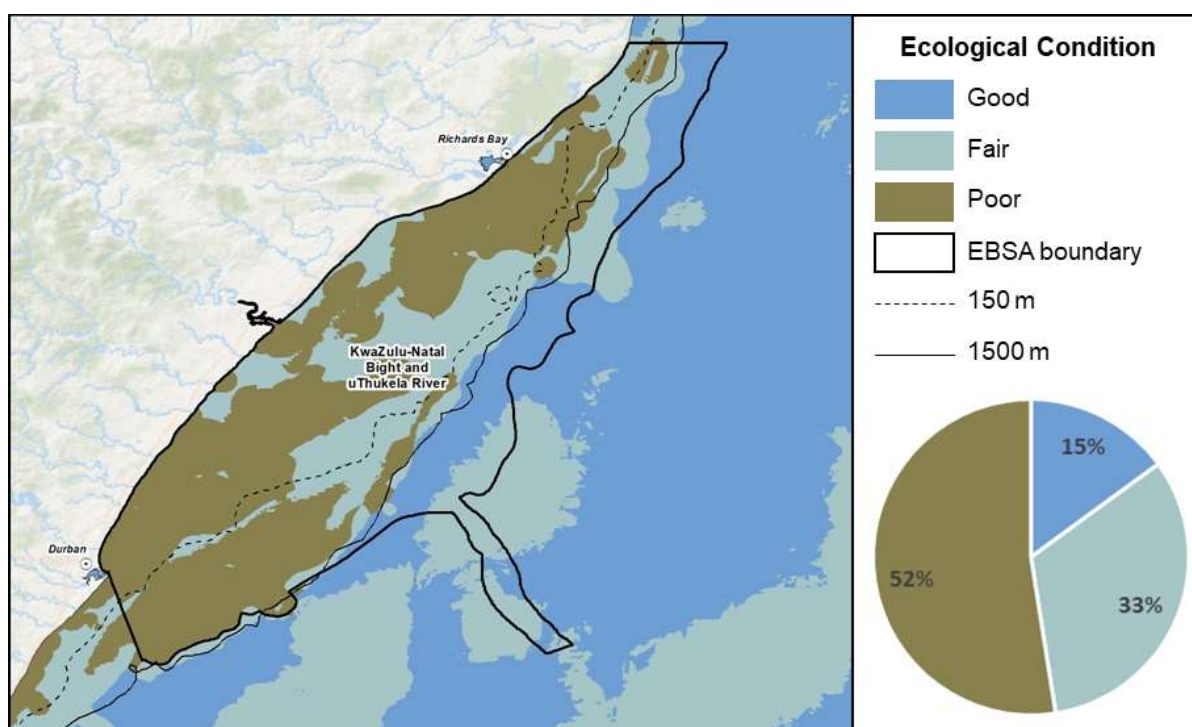 Richards Bay
KwaZulu-Natal
Bight and
uThukela River
Durban
Ecological Condition
Good
Fair
Poor
EBSA boundary
150 m
1500 m
15%
52%
33%